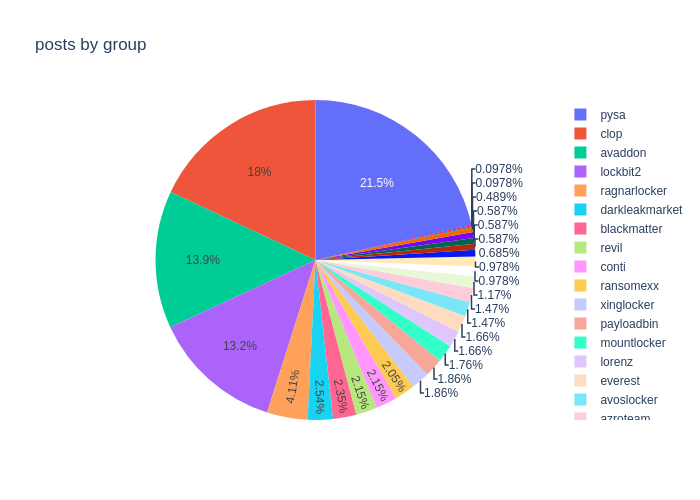 posts by group
21.5%
18%
13.9%
13.2%
4.11%
2.54%
2.35%
2.15%
2.15%
2.05%
1.86%
1.86%
1.76%
1.66%
1.66%
1.47%
1.47%
1.17%
0.978%
0.978%
0.685%
0.587%
0.587%
0.587%
0.489%
0.0978%
0.0978%
pysa
clop
avaddon
lockbit2
ragnarlocker
darkleakmarket
blackmatter
revil
conti
ransomexx
xinglocker
payloadbin
mountlocker
lorenz
everest
avoslocker
azroteam